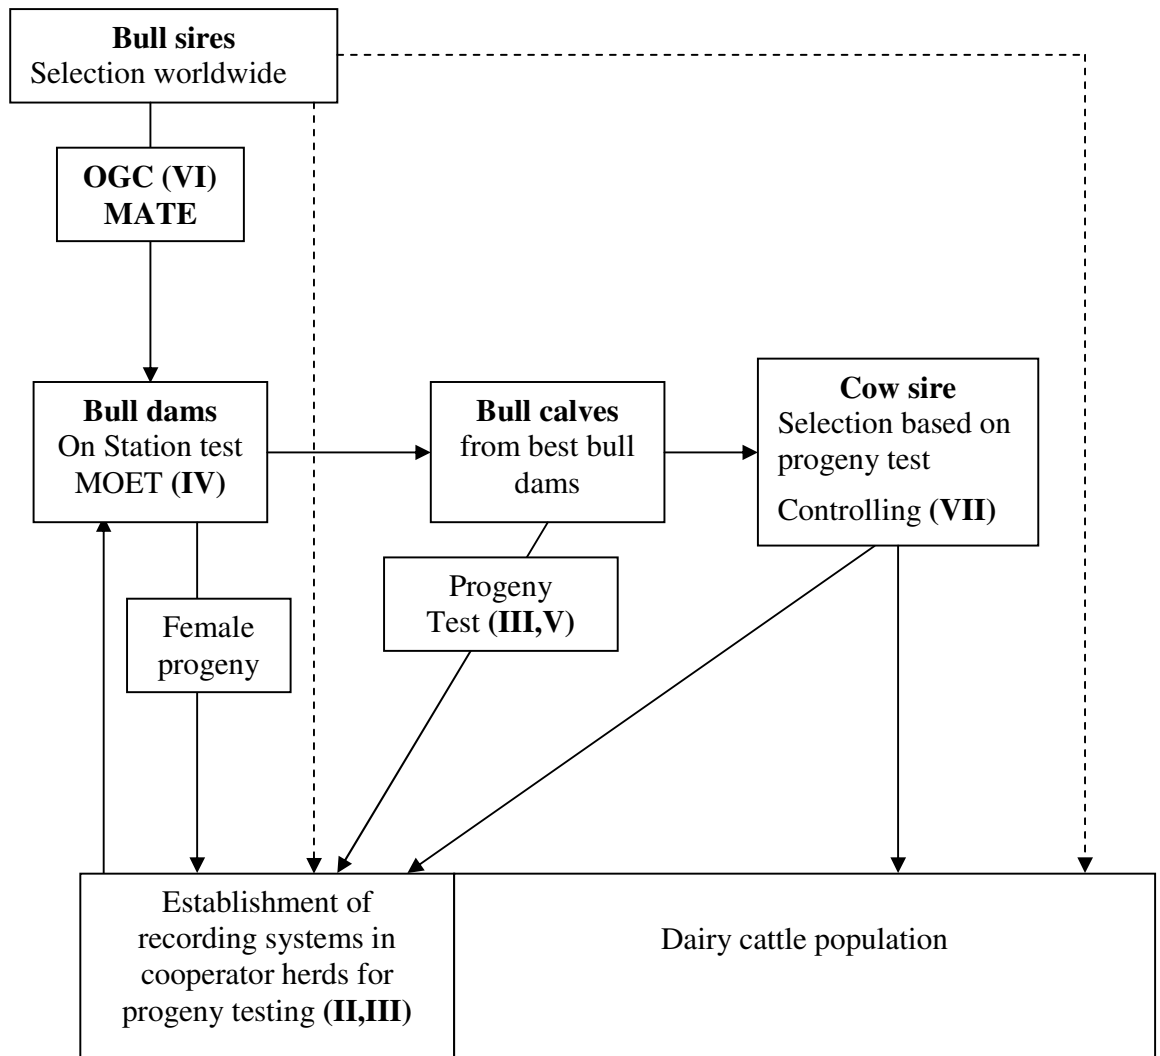 Bull sires
Selection worldwide
OGC (VI)
MATE
Bull dams
On Station test
MOET (IV)
Bull calves
from best bull
dams
Cow sire
Selection based on
progeny test
Controlling (VII)
Progeny
Test (III,V)
Female
progeny
Establishment of
recording systems in
cooperator herds for
progeny testing (II,III)
Dairy cattle population